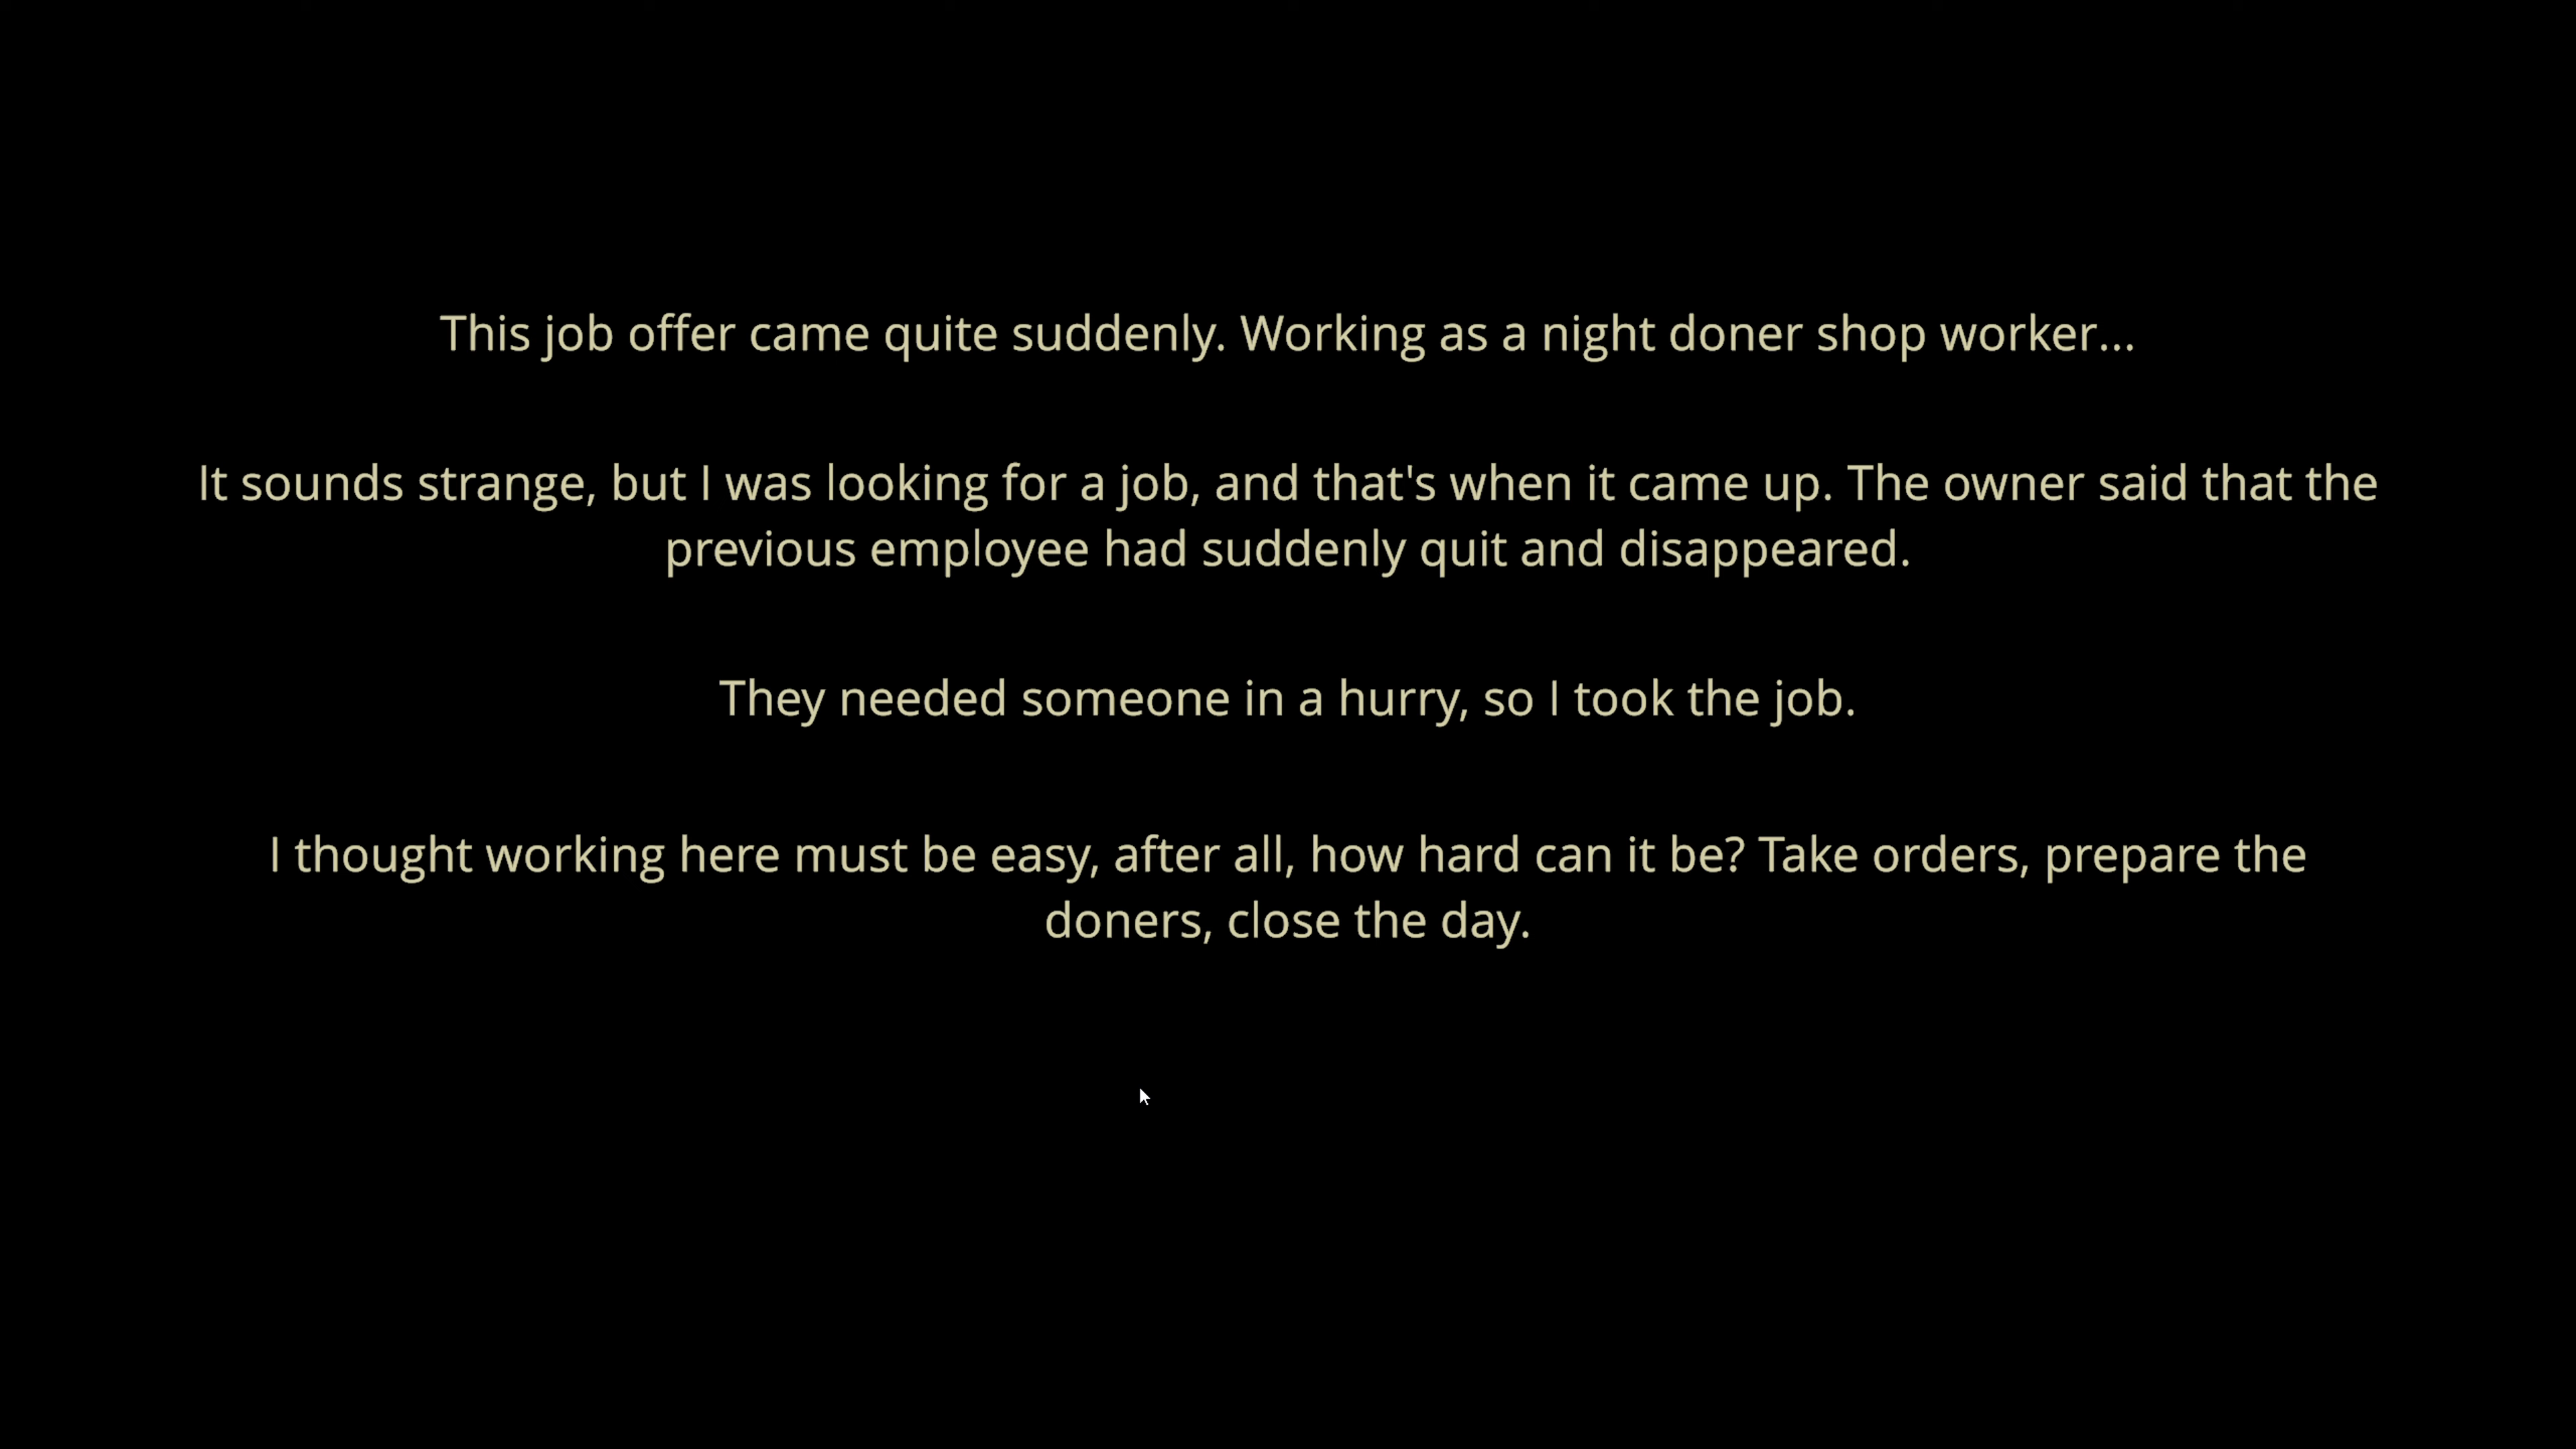 This job offer came quite suddenly. Working as a night doner shop worker...
It sounds strange, but I was looking for a job, and that's when it came up. The owner said that the
previous employee had suddenly quit and disappeared.
They needed someone in a hurry, so I took the job.
I thought working here must be easy, after all, how hard can it be? Take orders, prepare the
doners, close the day.